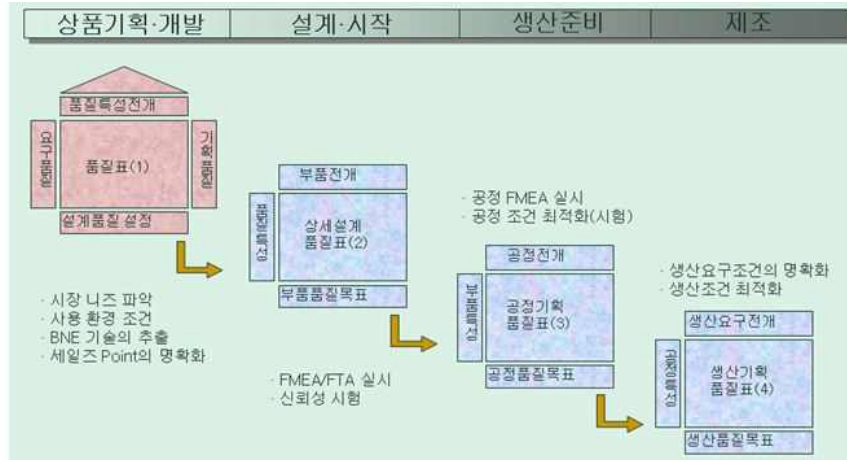 상품기획·개발
설계·시작
생산준비
제조
품질특성전개
요구품질
품질표(1)
기획품질
설계품질 설정
· 시장 니즈 파악
· 사용 환경 조건
· BNE 기술의 추출
· 세일즈 Point의 명확화
부품전개
품질특성
상세설계
품질표(2)
부품품질목표
· FMEA/FTA 실시
· 신뢰성 시험
· 공정 FMEA 실시
· 공정 조건 최적화(시험)
공정전개
부품특성
공정기획
품질표(3)
공정품질목표
· 생산요구조건의 명확화
· 생산조건 최적화
생산요구전개
공정특성
생산기획
품질표(4)
생산품질목표